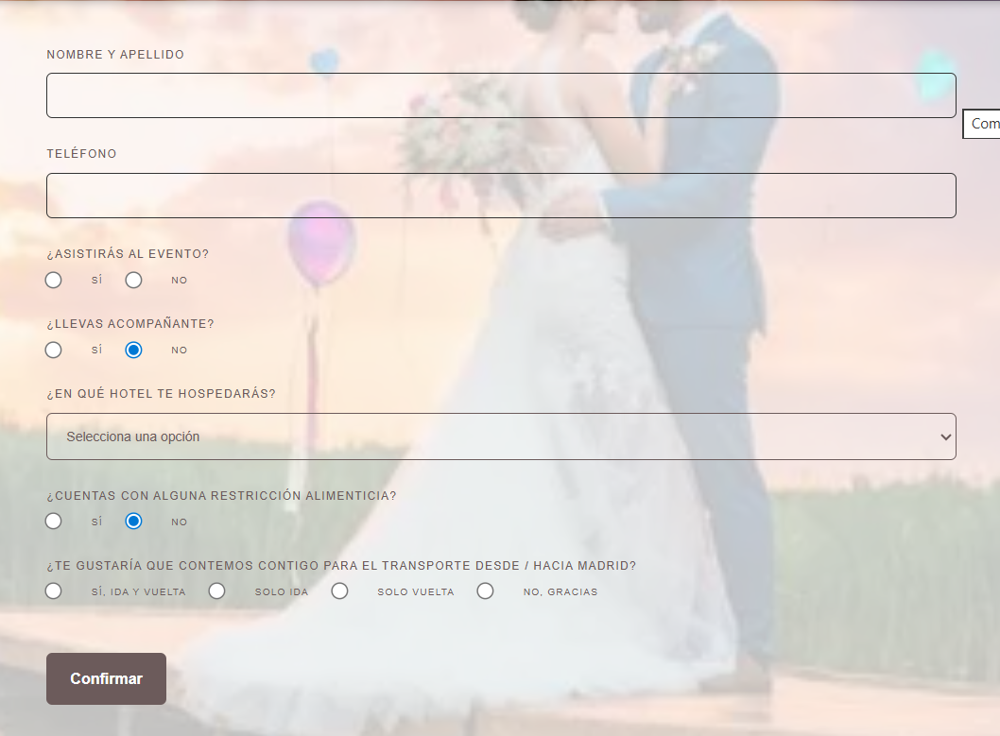 NOMBRE Y APELLIDO
Com
TELÉFONO
¿ASISTIRÁS AL EVENTO?
SÍ NO
¿LLEVAS ACOMPAÑANTE?
SÍ NO
¿EN QUÉ HOTEL TE HOSPEDARÁS?
Selecciona una opción
¿CUENTAS CON ALGUNA RESTRICCIÓN ALIMENTICIA?
SÍ NO
¿TE GUSTARÍA QUE CONTEMOS CONTIGO PARA EL TRANSPORTE DESDE / HACIA MADRID?
SÍ, IDA Y VUELTA SOLO IDA SOLO VUELTA NO, GRACIAS
Confirmar